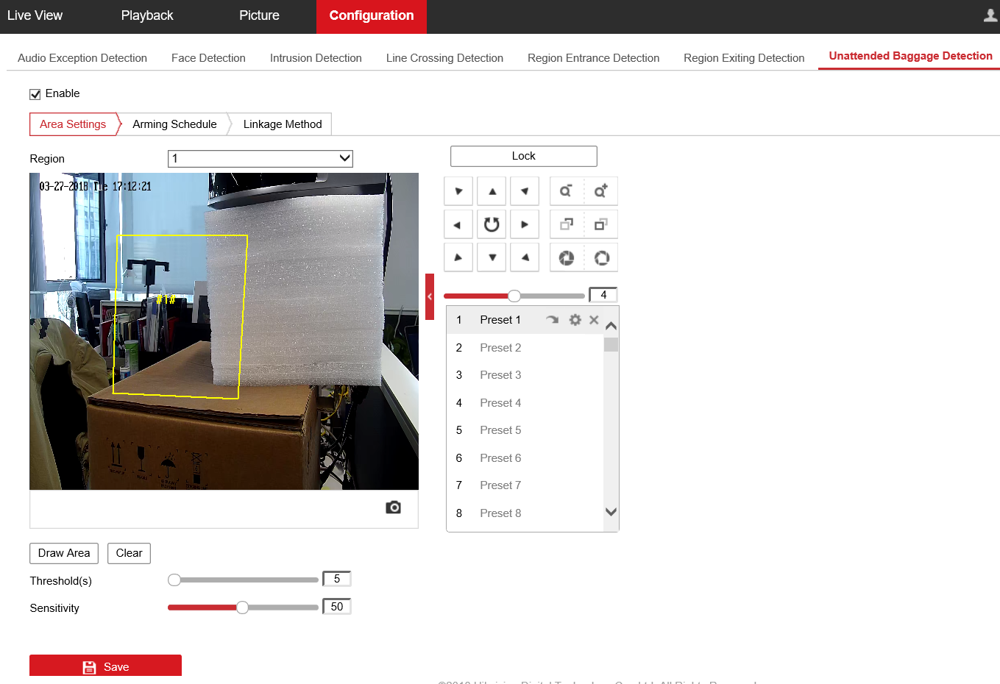 Live View Playback Picture Configuration
Audio Exception Detection Face Detection Intrusion Detection Line Crossing Detection Region Entrance Detection Region Exiting Detection Unattended Baggage Detection
Enable
Area Settings Arming Schedule Linkage Method
Region 1
03-27-2018 Tue 17:12:21
#1#
Lock
4
1 Preset 1
2 Preset 2
3 Preset 3
4 Preset 4
5 Preset 5
6 Preset 6
7 Preset 7
8 Preset 8
Draw Area Clear
Threshold(s) 5
Sensitivity 50
Save